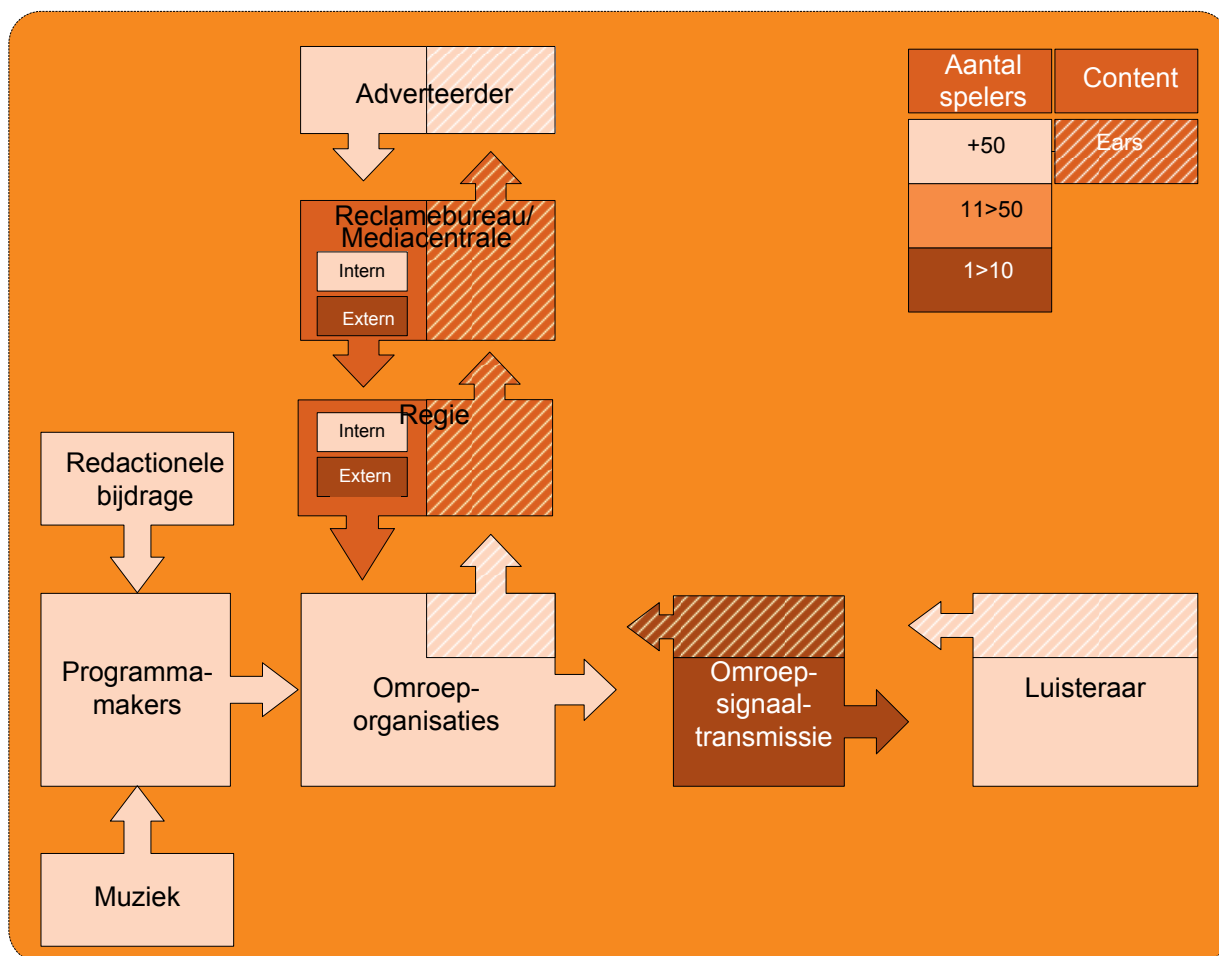 Adverteerder
Aantal
spelers
Content
+50
Ears
11>50
1>10
Reclamebureau/
Mediacentrale
Intern
Extern
Regie
Intern
Extern
Redactionele
bijdrage
Programma-
makers
Omroep-
organisaties
Omroep-
signaal-
transmissie
Luisteraar
Muziek